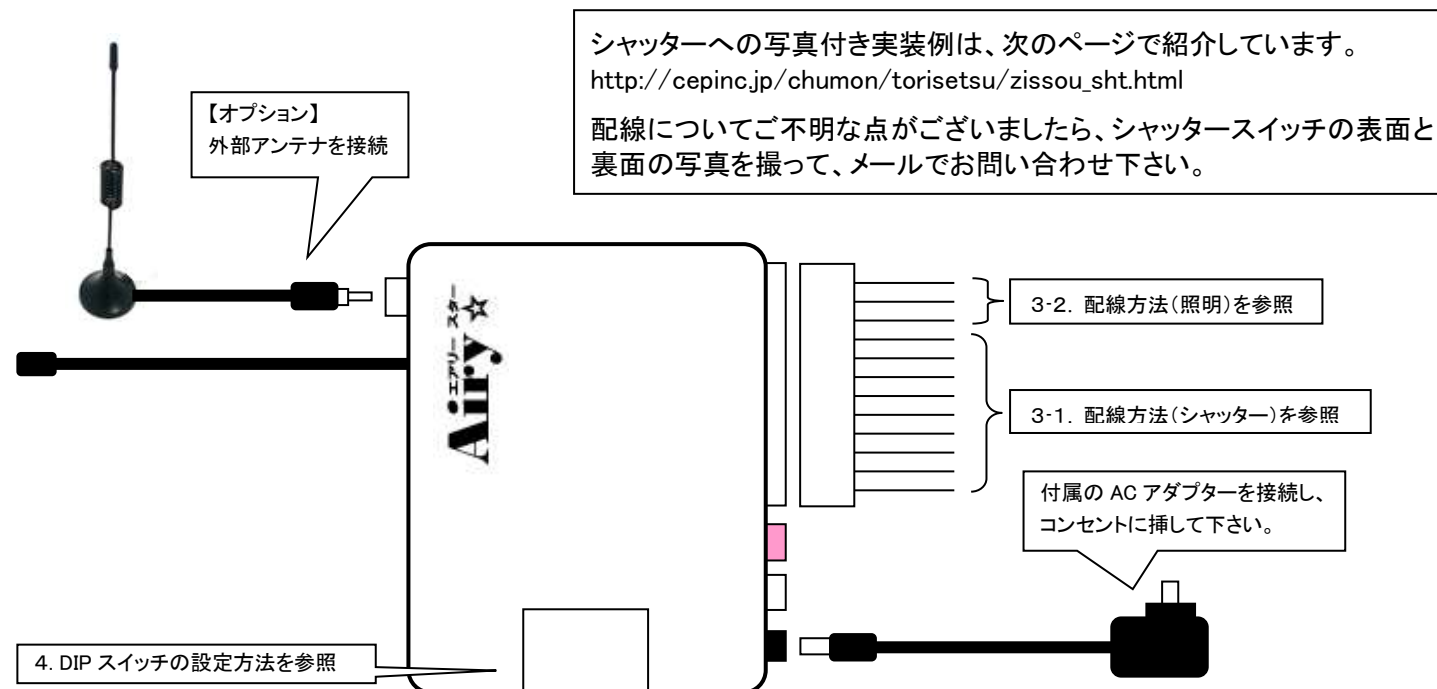 シャッターへの写真付き実装例は、次のページで紹介しています。
http://cepinc.jp/chumon/torisetsu/zissou_sht.html
配線についてご不明な点がございましたら、シャッタースイッチの表面と
裏面の写真を撮って、メールでお問い合わせ下さい。
【オプション】
外部アンテナを接続
エアリー スター
Airy☆
3-2. 配線方法(照明)を参照
3-1. 配線方法(シャッター)を参照
付属の AC アダプターを接続し、
コンセントに挿して下さい。
4. DIP スイッチの設定方法を参照